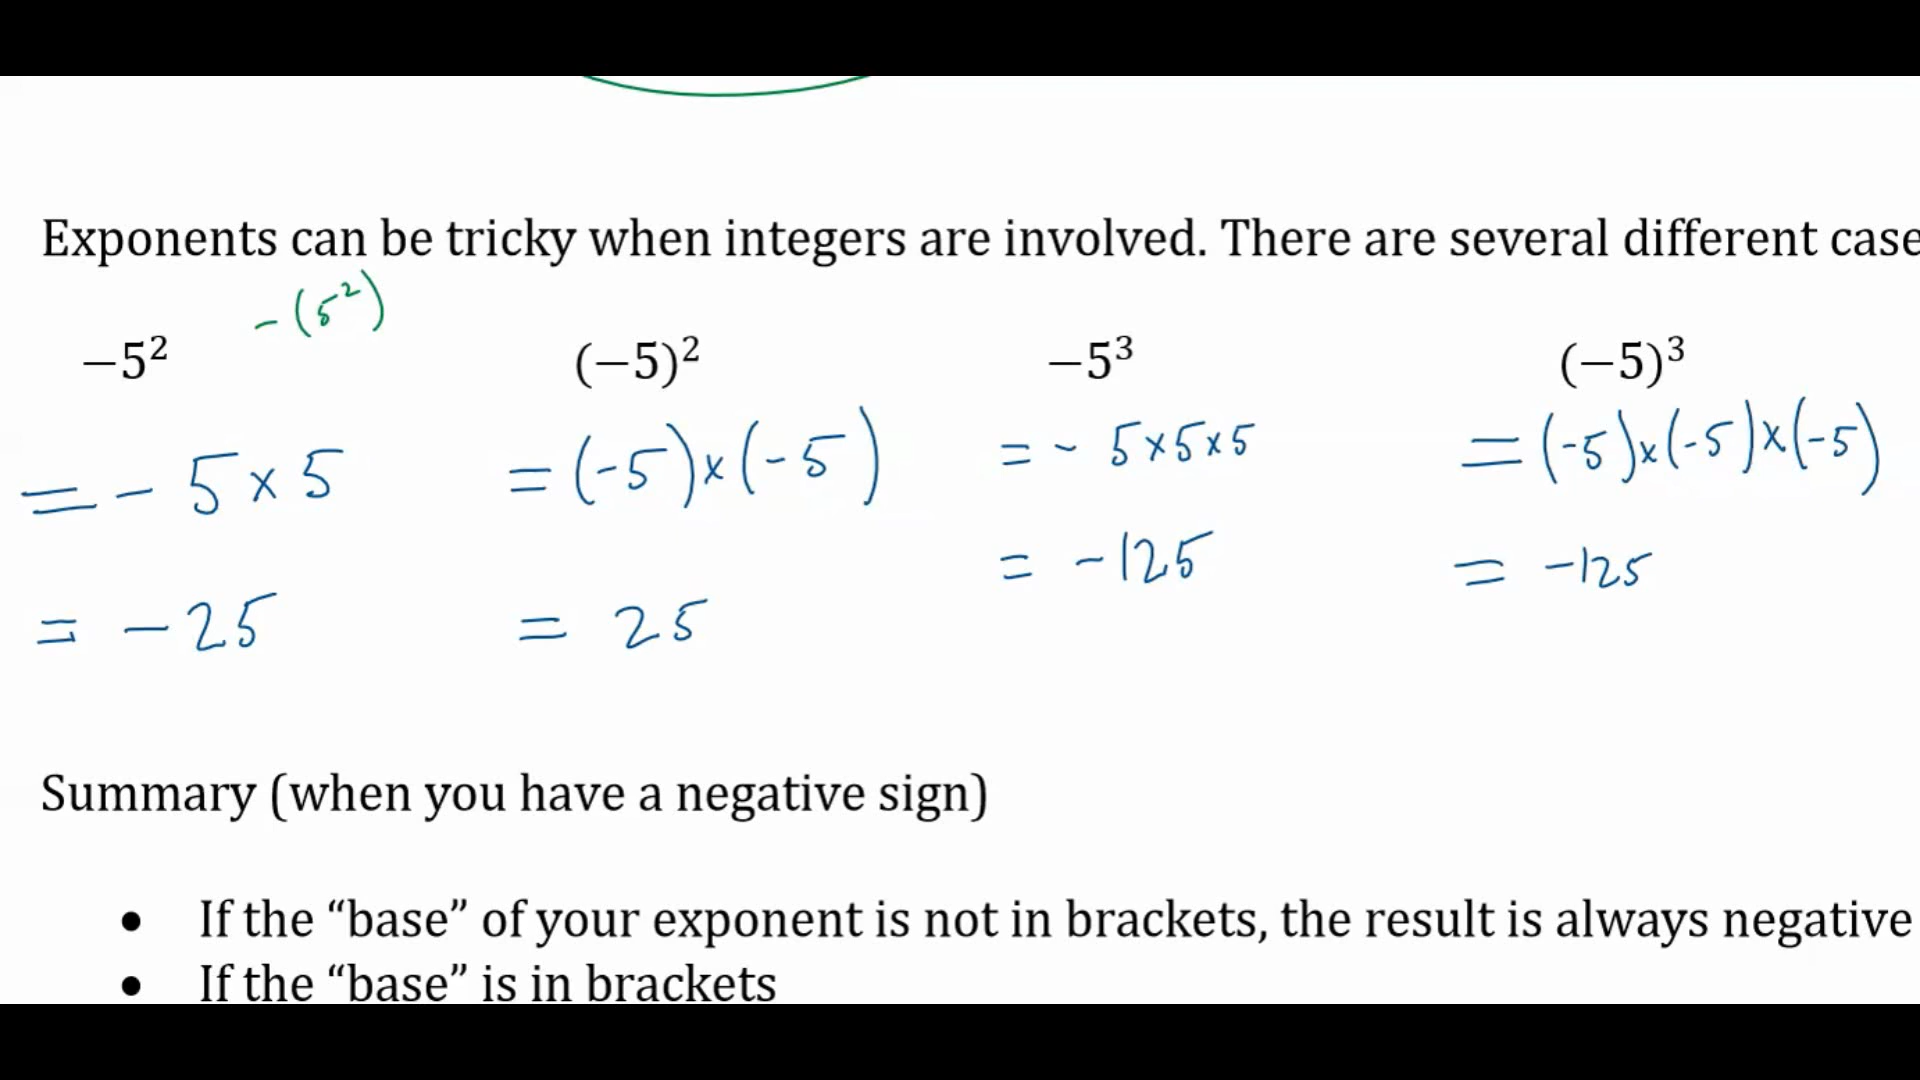 Exponents can be tricky when integers are involved. There are several different case
-(5²)
−5² (−5)² −5³ (−5)³
= - 5 × 5 = (-5)×(-5) = - 5×5×5 = (-5)×(-5)×(-5)
= -25 = 25 = -125 = -125
Summary (when you have a negative sign)
• If the “base” of your exponent is not in brackets, the result is always negative
• If the “base” is in brackets